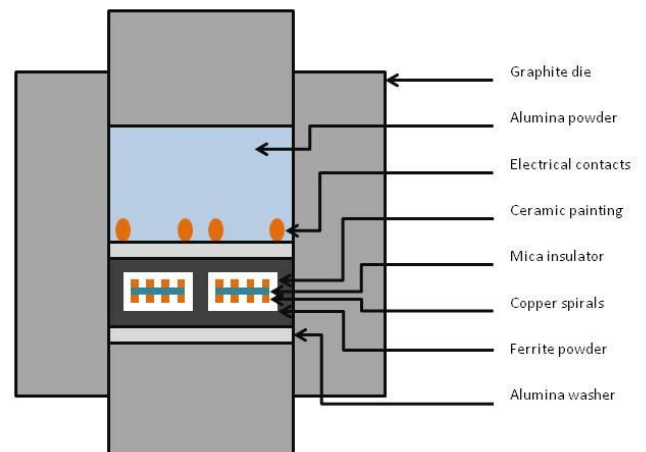 Graphite die
Alumina powder
Electrical contacts
Ceramic painting
Mica insulator
Copper spirals
Ferrite powder
Alumina washer